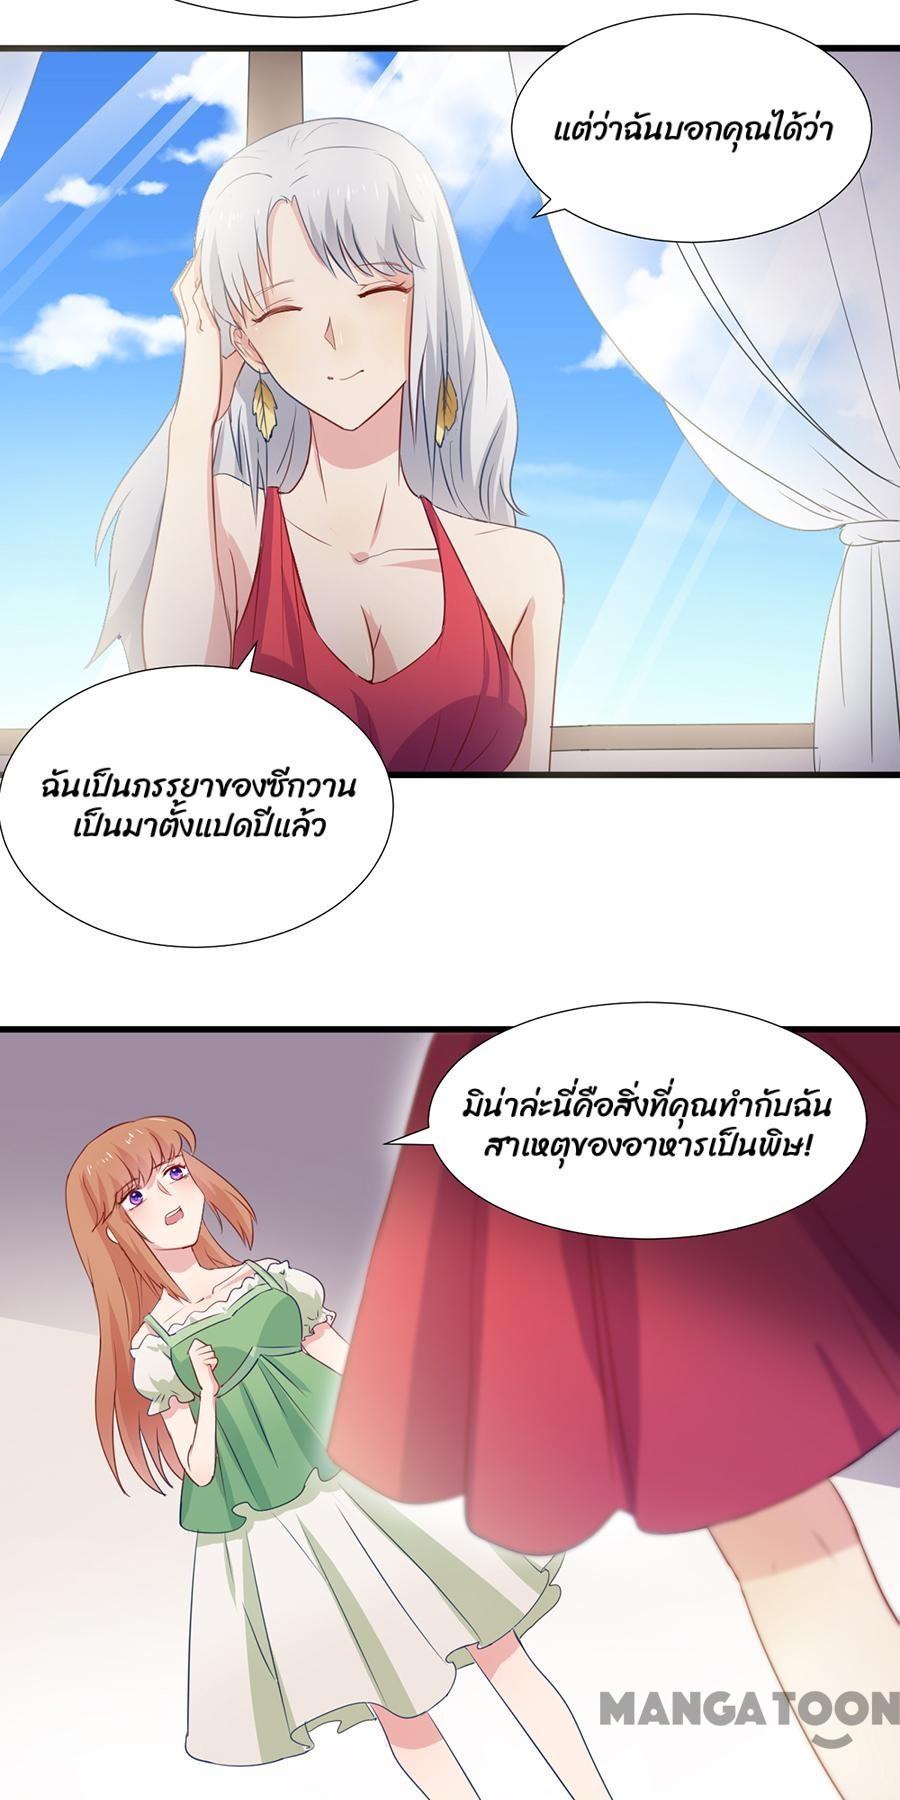 แต่ว่าฉันบอกคุณได้ว่า
ฉันเป็นภรรยาของซีกวาน
เป็นมาตั้งแปดปีแล้ว
มิน่าล่ะนี่คือสิ่งที่คุณทำกับฉัน
สาเหตุของอาหารเป็นพิษ!
MANGATOON